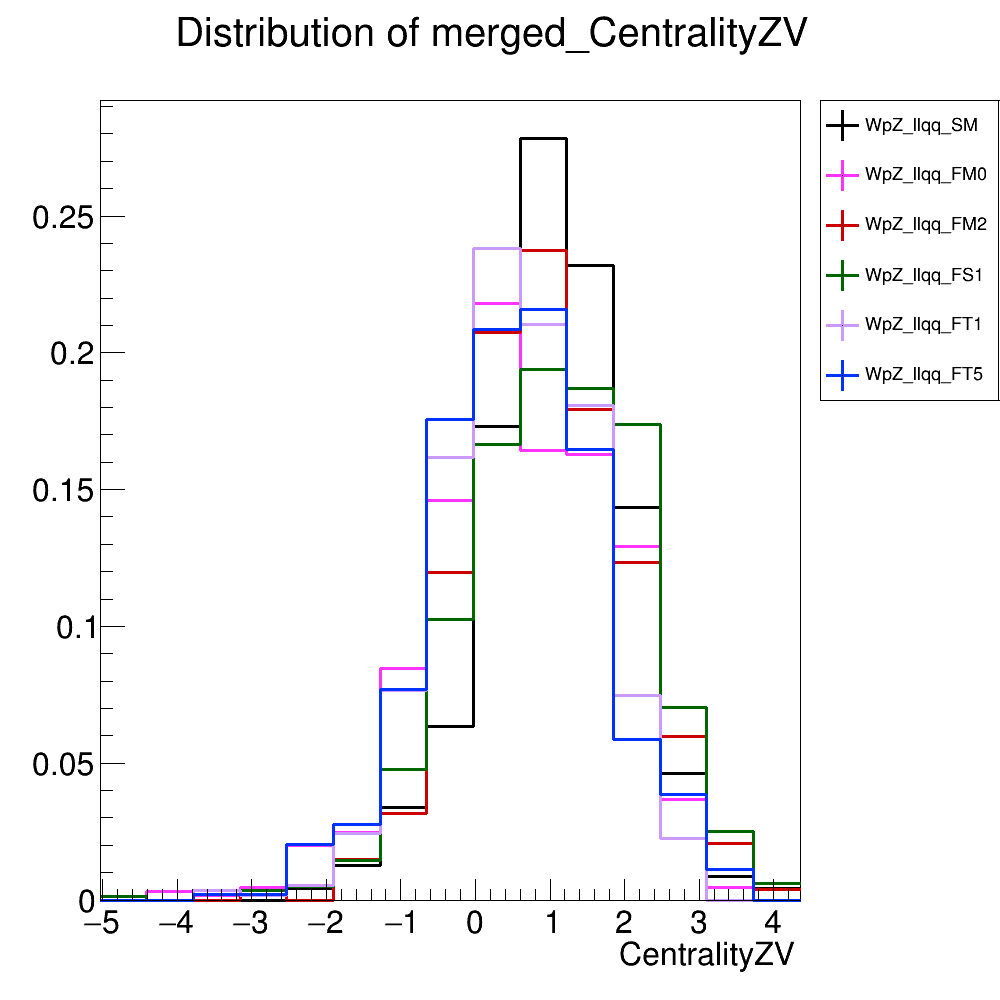 Distribution of merged_CentralityZV
WpZ_llqq_SM
WpZ_llqq_FM0
WpZ_llqq_FM2
WpZ_llqq_FS1
WpZ_llqq_FT1
WpZ_llqq_FT5
0.25
0.2
0.15
0.1
0.05
0
−5 −4 −3 −2 −1 0 1 2 3 4
CentralityZV